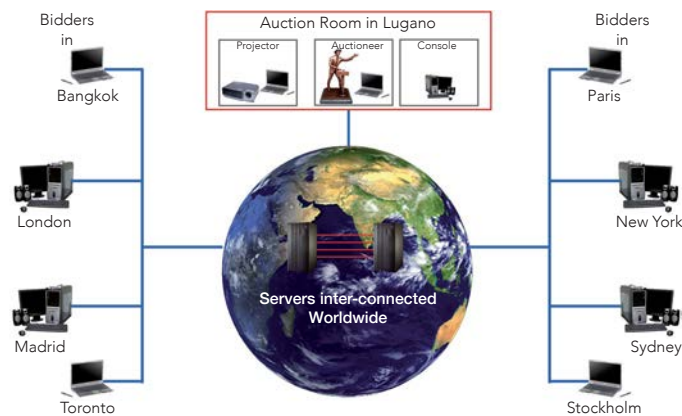 Bidders
in
Bangkok
London
Madrid
Toronto
Auction Room in Lugano
Projector
Auctioneer
Console
Servers inter-connected
Worldwide
Bidders
in
Paris
New York
Sydney
Stockholm